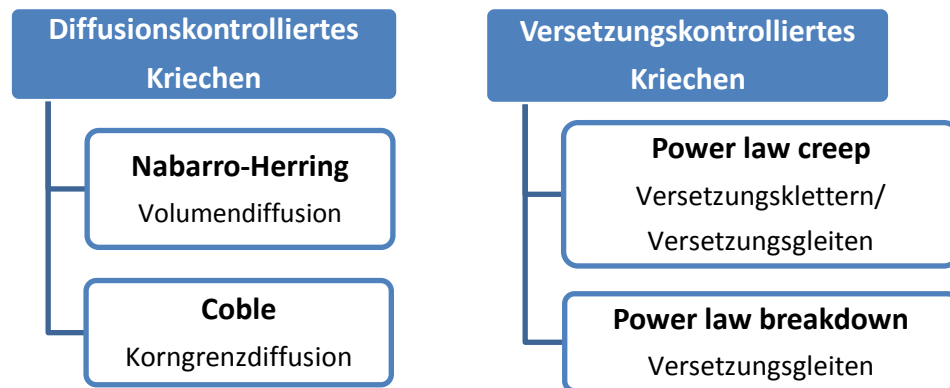 Diffusionskontrolliertes
Kriechen
Nabarro-Herring
Volumendiffusion
Coble
Korngrenzdiffusion
Versetzungskontrolliertes
Kriechen
Power law creep
Versetzungsklettern/
Versetzungsgleiten
Power law breakdown
Versetzungsgleiten